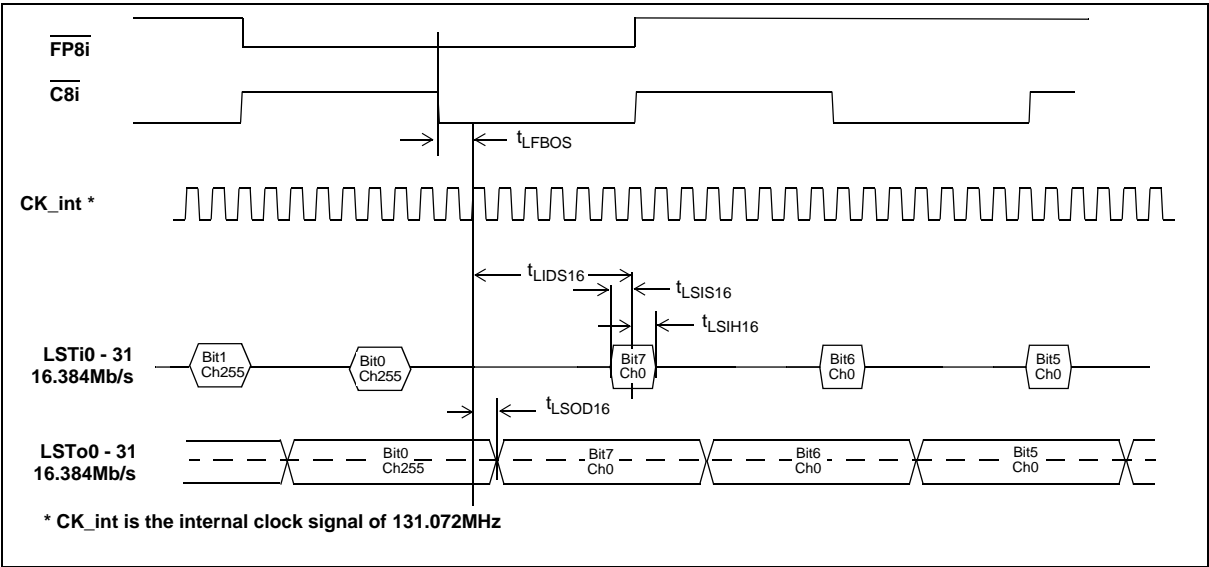 FP8i
C8i
tLFBOS
CK_int *
tLIDS16
tLSIS16
tLSIH16
LSTi0 - 31
16.384Mb/s
Bit1
Ch255
Bit0
Ch255
Bit7
Ch0
Bit6
Ch0
Bit5
Ch0
tLSOD16
LSTo0 - 31
16.384Mb/s
Bit0
Ch255
Bit7
Ch0
Bit6
Ch0
Bit5
Ch0
* CK_int is the internal clock signal of 131.072MHz